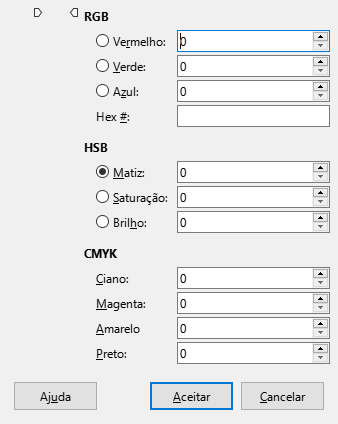 RGB
Vermelho: 0
Verde: 0
Azul: 0
Hex #:
HSB
Matiz: 0
Saturação: 0
Brilho: 0
CMYK
Ciano: 0
Magenta: 0
Amarelo 0
Preto: 0
Ajuda Aceitar Cancelar